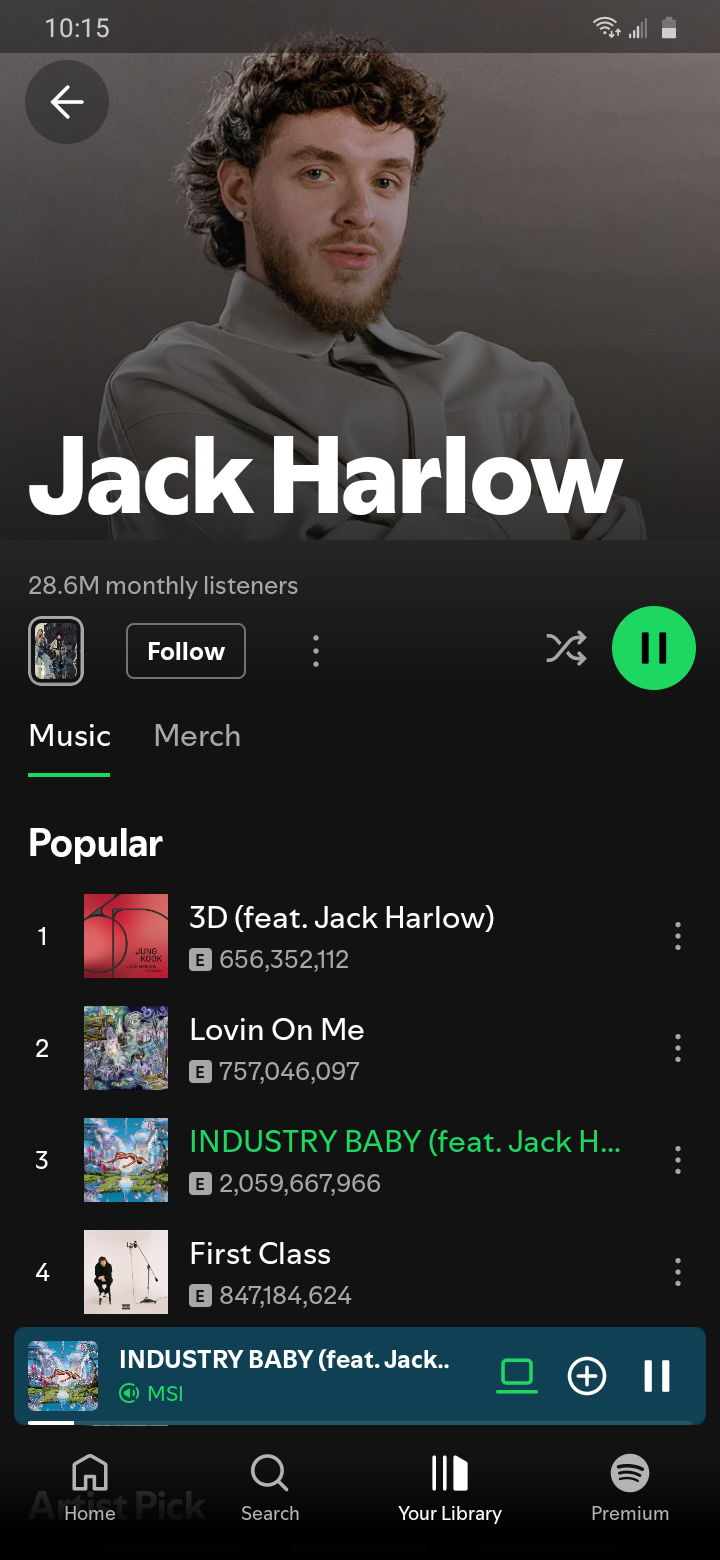 10:15
Jack Harlow
28.6M monthly listeners
Follow
Music Merch
Popular
1 JUNG KOOK 3D (feat. Jack Harlow)
E 656,352,112
2 Lovin On Me
E 757,046,097
3 INDUSTRY BABY (feat. Jack H...
E 2,059,667,966
4 First Class
E 847,184,624
INDUSTRY BABY (feat. Jack..
MSI
Artist Pick
Home Search Your Library Premium